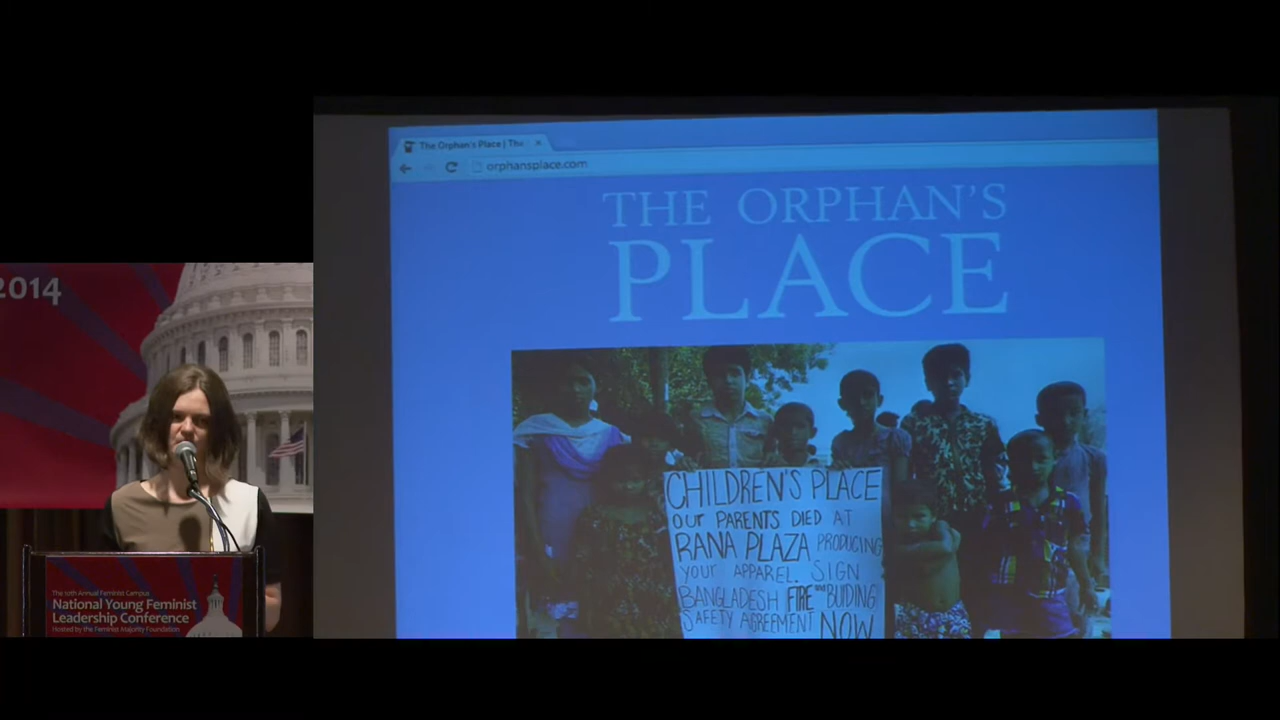 2014
The 10th Annual Feminist Campus
National Young Feminist
Leadership Conference
Hosted by the Feminist Majority Foundation
The Orphan's Place | The
orphansplace.com
THE ORPHAN'S
PLACE
CHILDREN'S PLACE
OUR PARENTS DIED AT
RANA PLAZA PRODUCING
YOUR APPAREL. SIGN
BANGLADESH FIRE and BUIDING
SAFETY AGREEMENT NOW